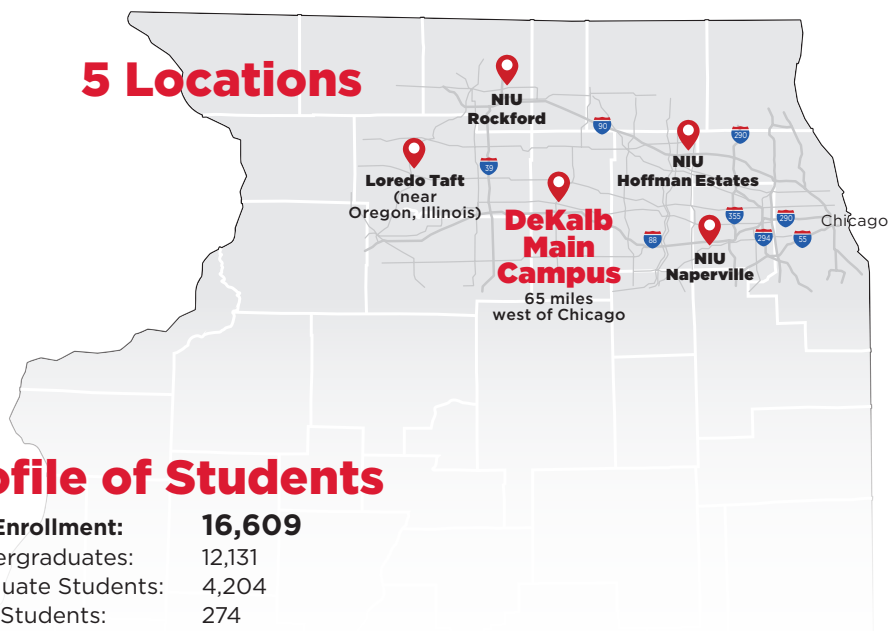 5 Locations
NIU
Rockford
90
290
NIU
Hoffman Estates
39
Loredo Taft
(near
Oregon, Illinois)
DeKalb
Main
Campus
65 miles
west of Chicago
355
290
Chicago
88
294
55
NIU
Naperville
ofile of Students
Enrollment: 16,609
ergraduates: 12,131
uate Students: 4,204
Students: 274